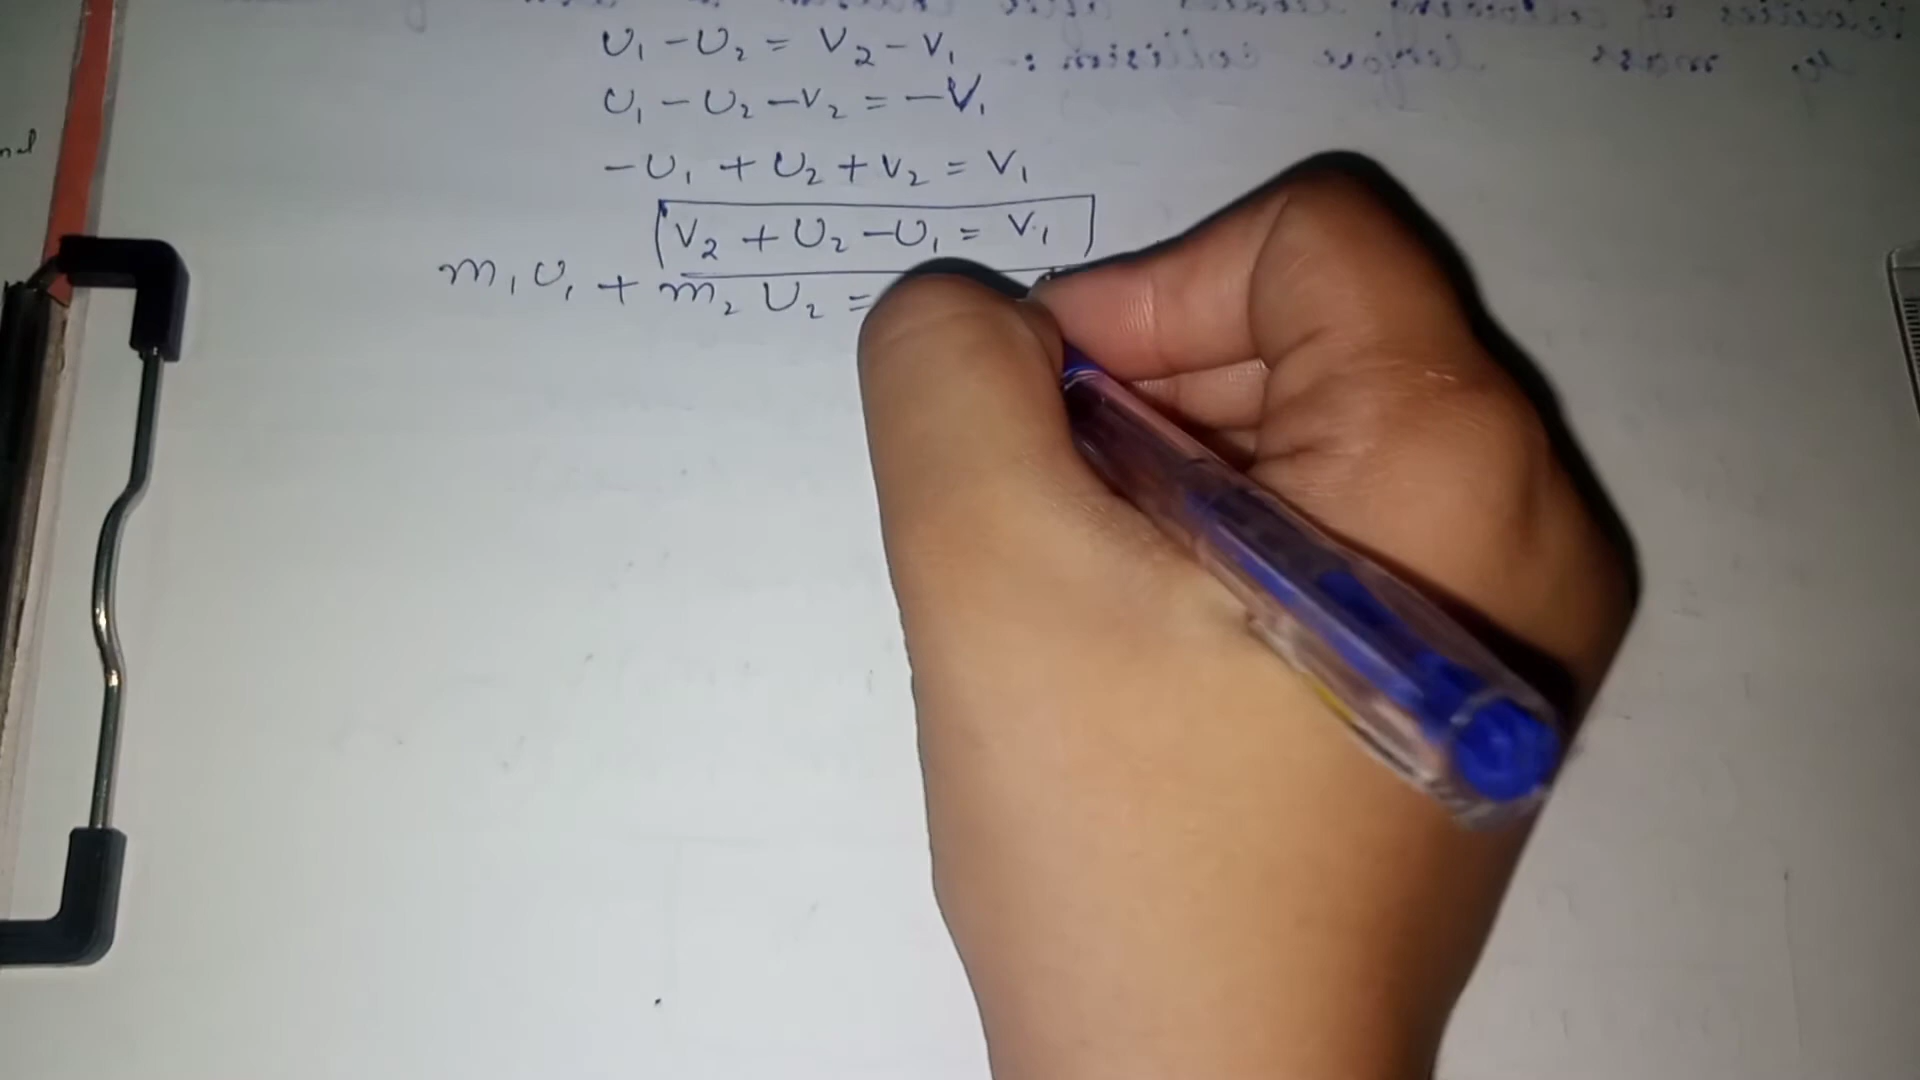 U₁ - U₂ = V₂ - V₁
U₁ - U₂ - V₂ = -V₁
-U₁ + U₂ + V₂ = V₁
V₂ + U₂ - U₁ = V₁
m₁U₁ + m₂U₂ =